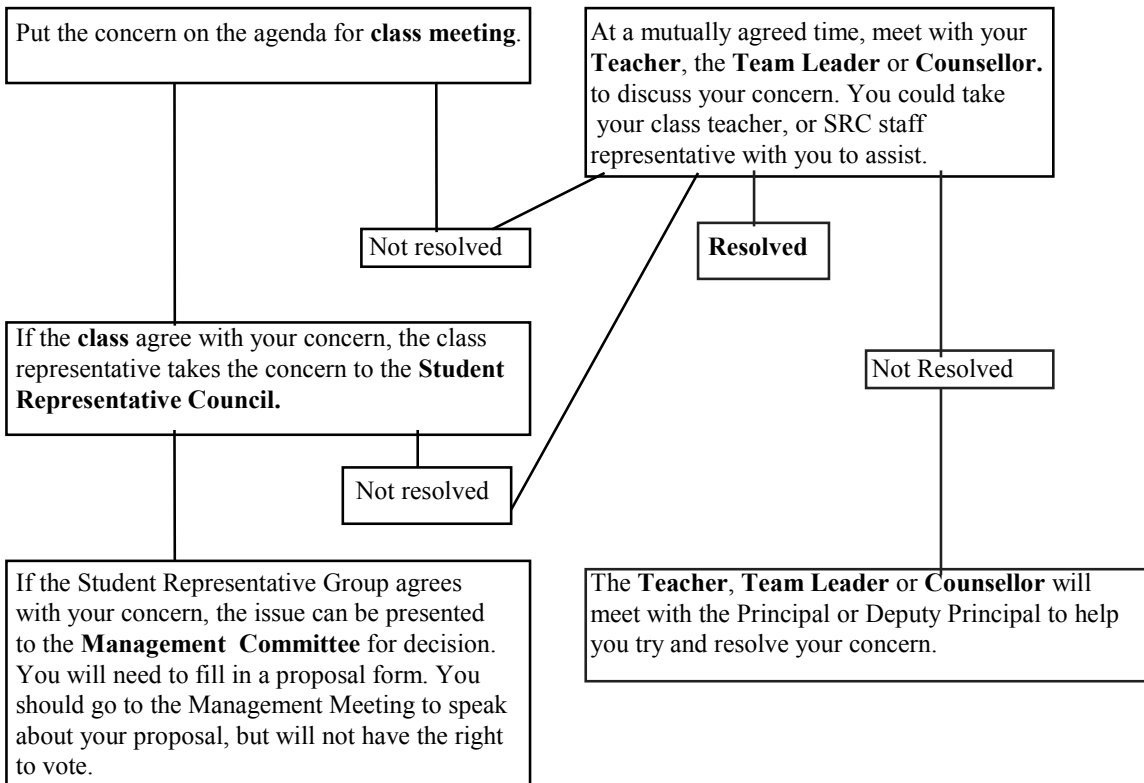 Put the concern on the agenda for class meeting.
At a mutually agreed time, meet with your
Teacher, the Team Leader or Counsellor.
to discuss your concern. You could take
your class teacher, or SRC staff
representative with you to assist.
Not resolved
Resolved
If the class agree with your concern, the class
representative takes the concern to the Student
Representative Council.
Not Resolved
Not resolved
If the Student Representative Group agrees
with your concern, the issue can be presented
to the Management Committee for decision.
You will need to fill in a proposal form. You
should go to the Management Meeting to speak
about your proposal, but will not have the right
to vote.
The Teacher, Team Leader or Counsellor will
meet with the Principal or Deputy Principal to help
you try and resolve your concern.